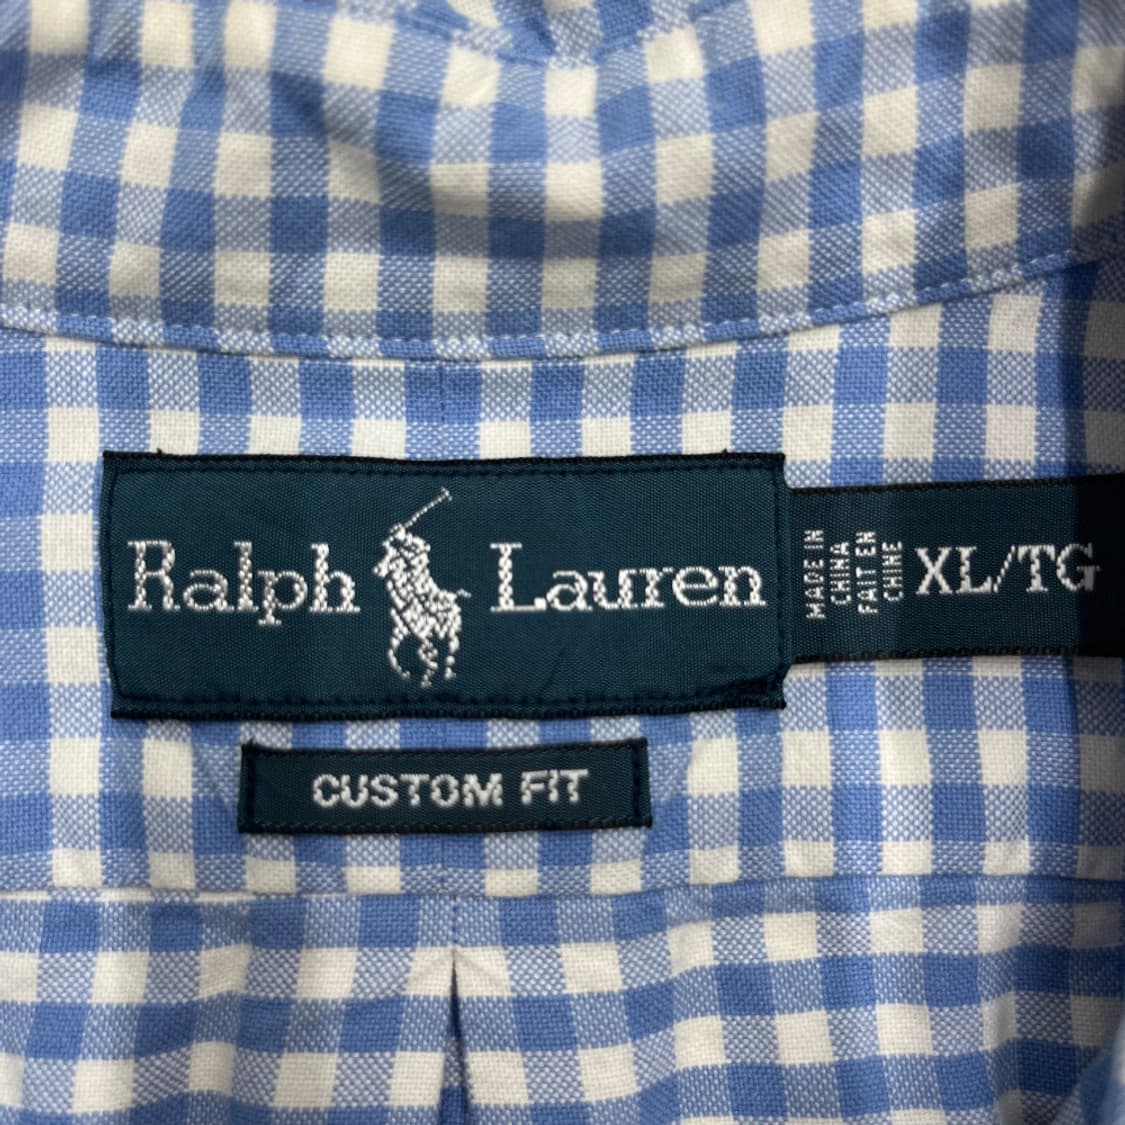 Ralph Lauren
MADE IN
CHINA
FAIT EN
CHINE
XL/TG
CUSTOM FIT